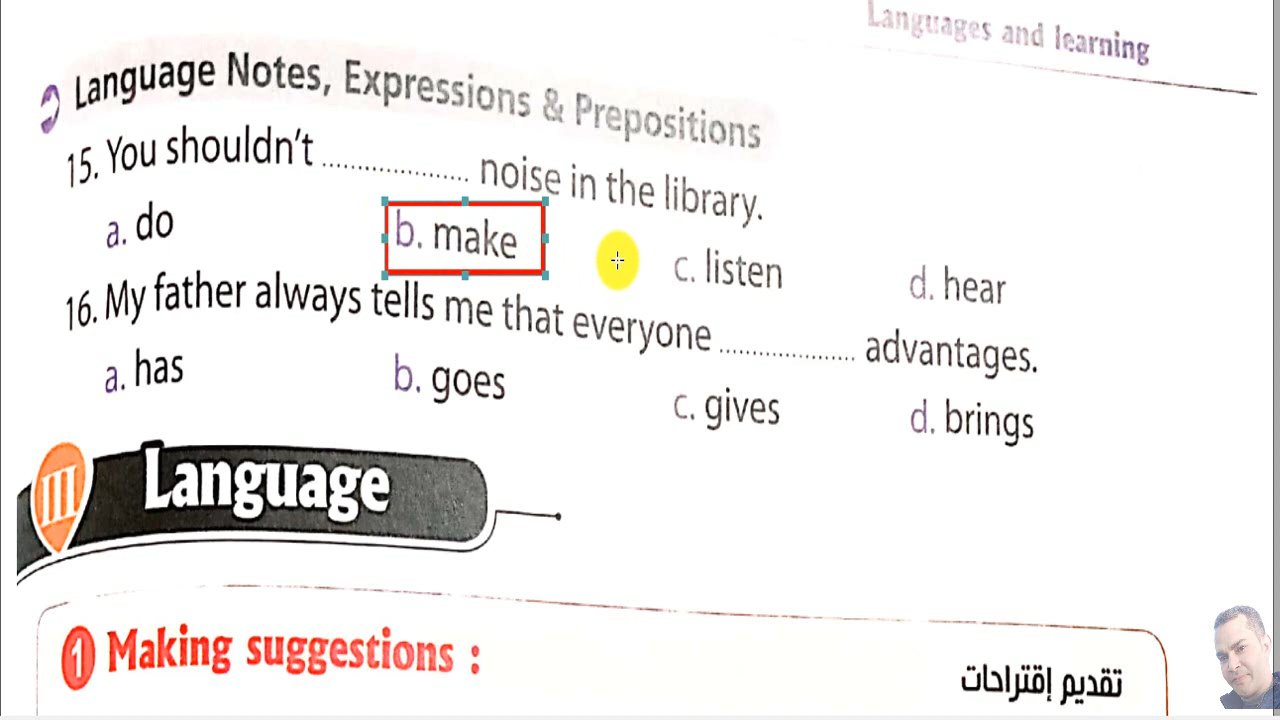 Languages and learning
Language Notes, Expressions & Prepositions
15. You shouldn't .................... noise in the library.
a. do b. make c. listen d. hear
16. My father always tells me that everyone .................... advantages.
a. has b. goes c. gives d. brings
III Language
1 Making suggestions :
تقديم إقتراحات